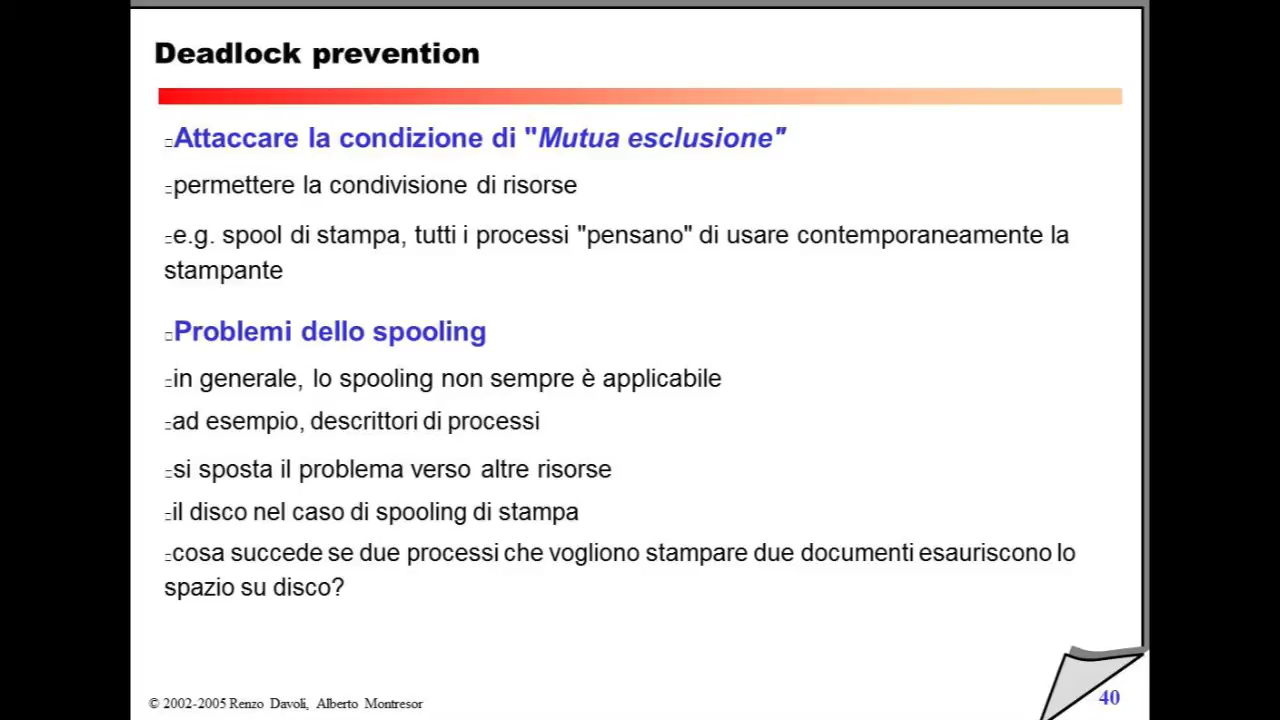 Deadlock prevention
Attaccare la condizione di "Mutua esclusione"
permettere la condivisione di risorse
e.g. spool di stampa, tutti i processi "pensano" di usare contemporaneamente la
stampante
Problemi dello spooling
in generale, lo spooling non sempre è applicabile
ad esempio, descrittori di processi
si sposta il problema verso altre risorse
il disco nel caso di spooling di stampa
cosa succede se due processi che vogliono stampare due documenti esauriscono lo
spazio su disco?
© 2002-2005 Renzo Davoli, Alberto Montresor
40